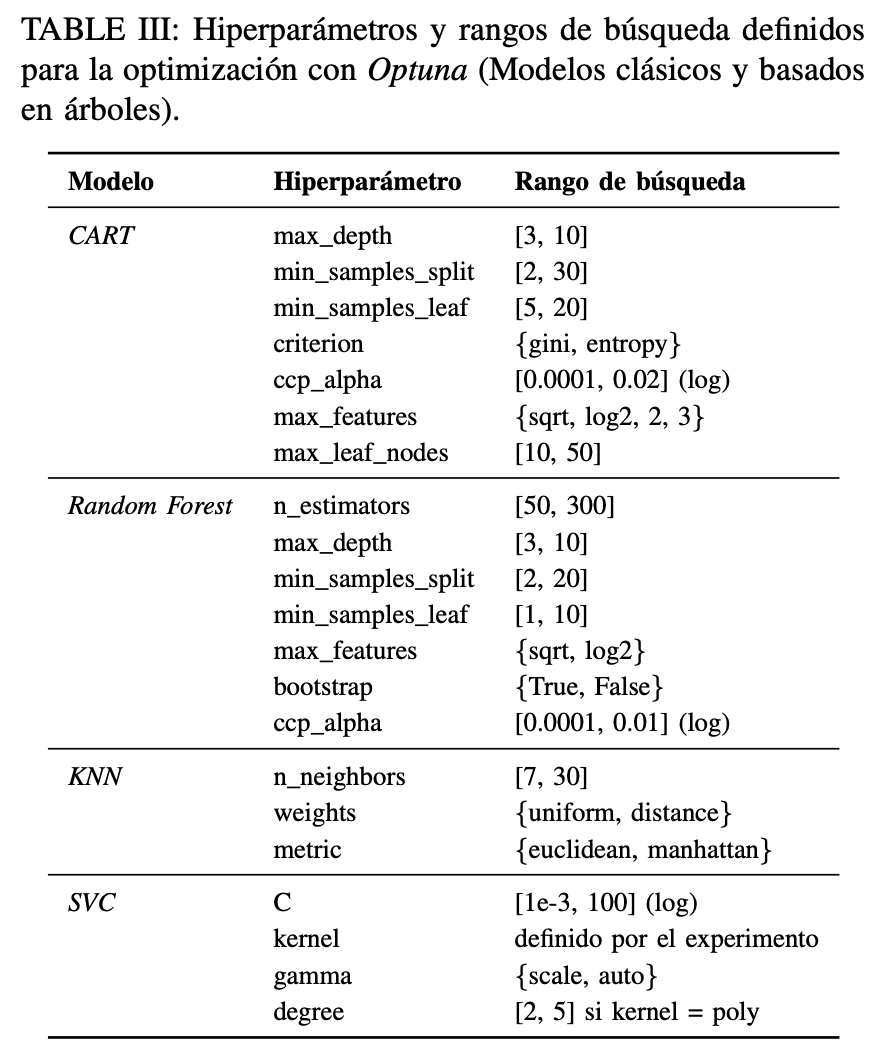 TABLE III: Hiperparámetros y rangos de búsqueda definidos
para la optimización con Optuna (Modelos clásicos y basados
en árboles).
Modelo Hiperparámetro Rango de búsqueda
CART max_depth [3, 10]
min_samples_split [2, 30]
min_samples_leaf [5, 20]
criterion {gini, entropy}
ccp_alpha [0.0001, 0.02] (log)
max_features {sqrt, log2, 2, 3}
max_leaf_nodes [10, 50]
Random Forest n_estimators [50, 300]
max_depth [3, 10]
min_samples_split [2, 20]
min_samples_leaf [1, 10]
max_features {sqrt, log2}
bootstrap {True, False}
ccp_alpha [0.0001, 0.01] (log)
KNN n_neighbors [7, 30]
weights {uniform, distance}
metric {euclidean, manhattan}
SVC C [1e-3, 100] (log)
kernel definido por el experimento
gamma {scale, auto}
degree [2, 5] si kernel = poly